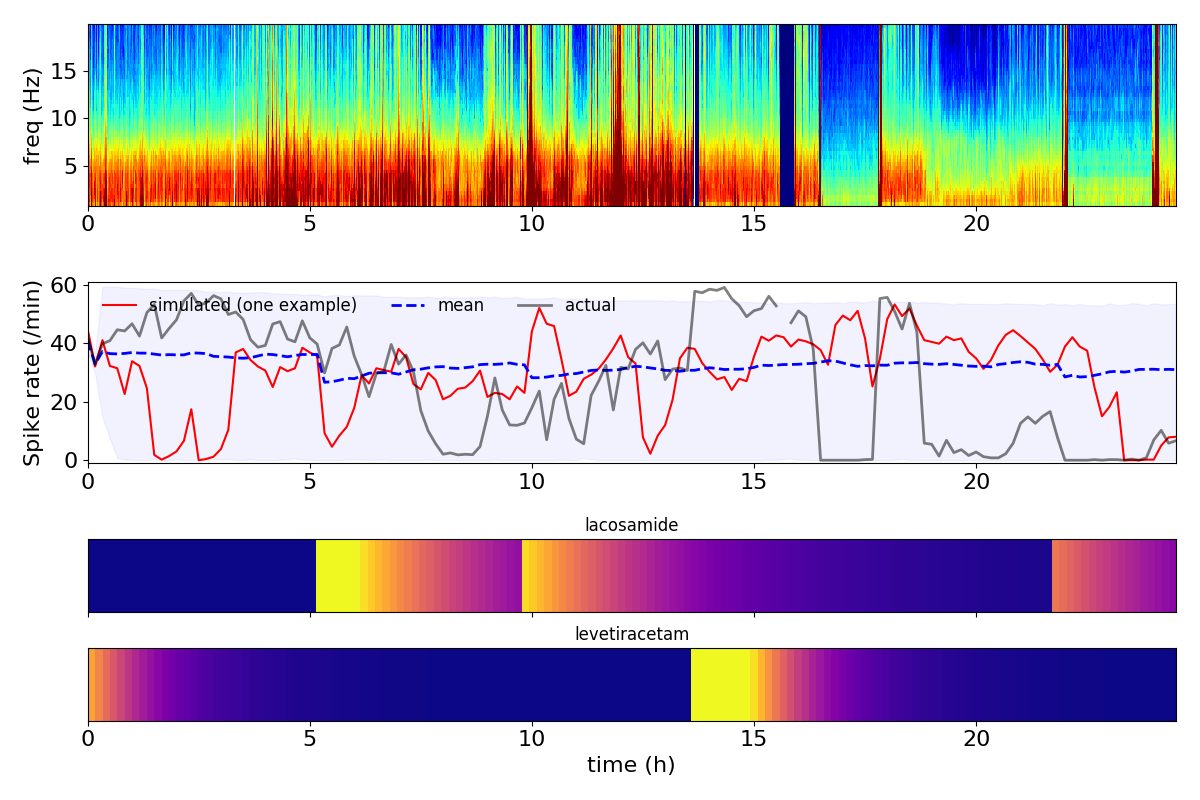 freq (Hz)
15
10
5
0 5 10 15 20
Spike rate (/min)
60
40
20
0
simulated (one example) mean actual
0 5 10 15 20
lacosamide
levetiracetam
0 5 10 15 20
time (h)